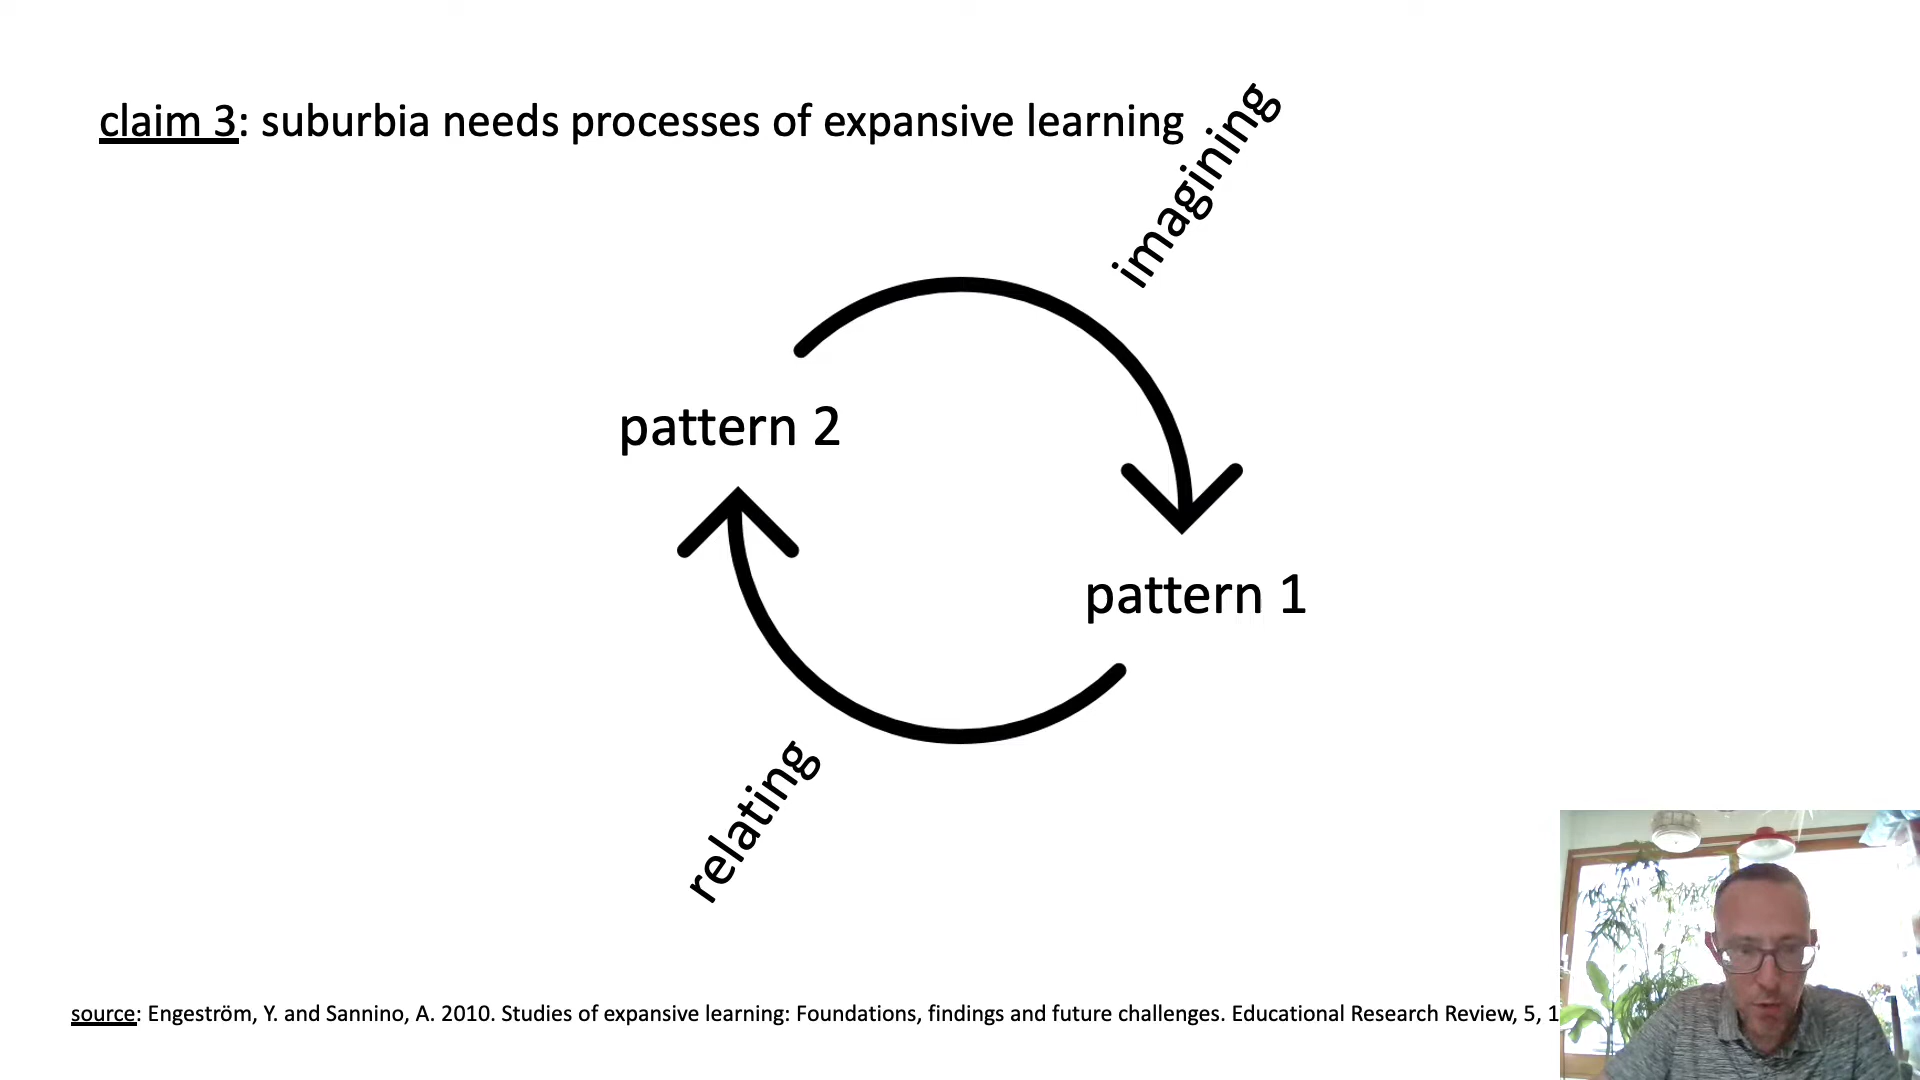 claim 3: suburbia needs processes of expansive learning
imagining
pattern 2
pattern 1
relating
source: Engeström, Y. and Sannino, A. 2010. Studies of expansive learning: Foundations, findings and future challenges. Educational Research Review, 5, 1